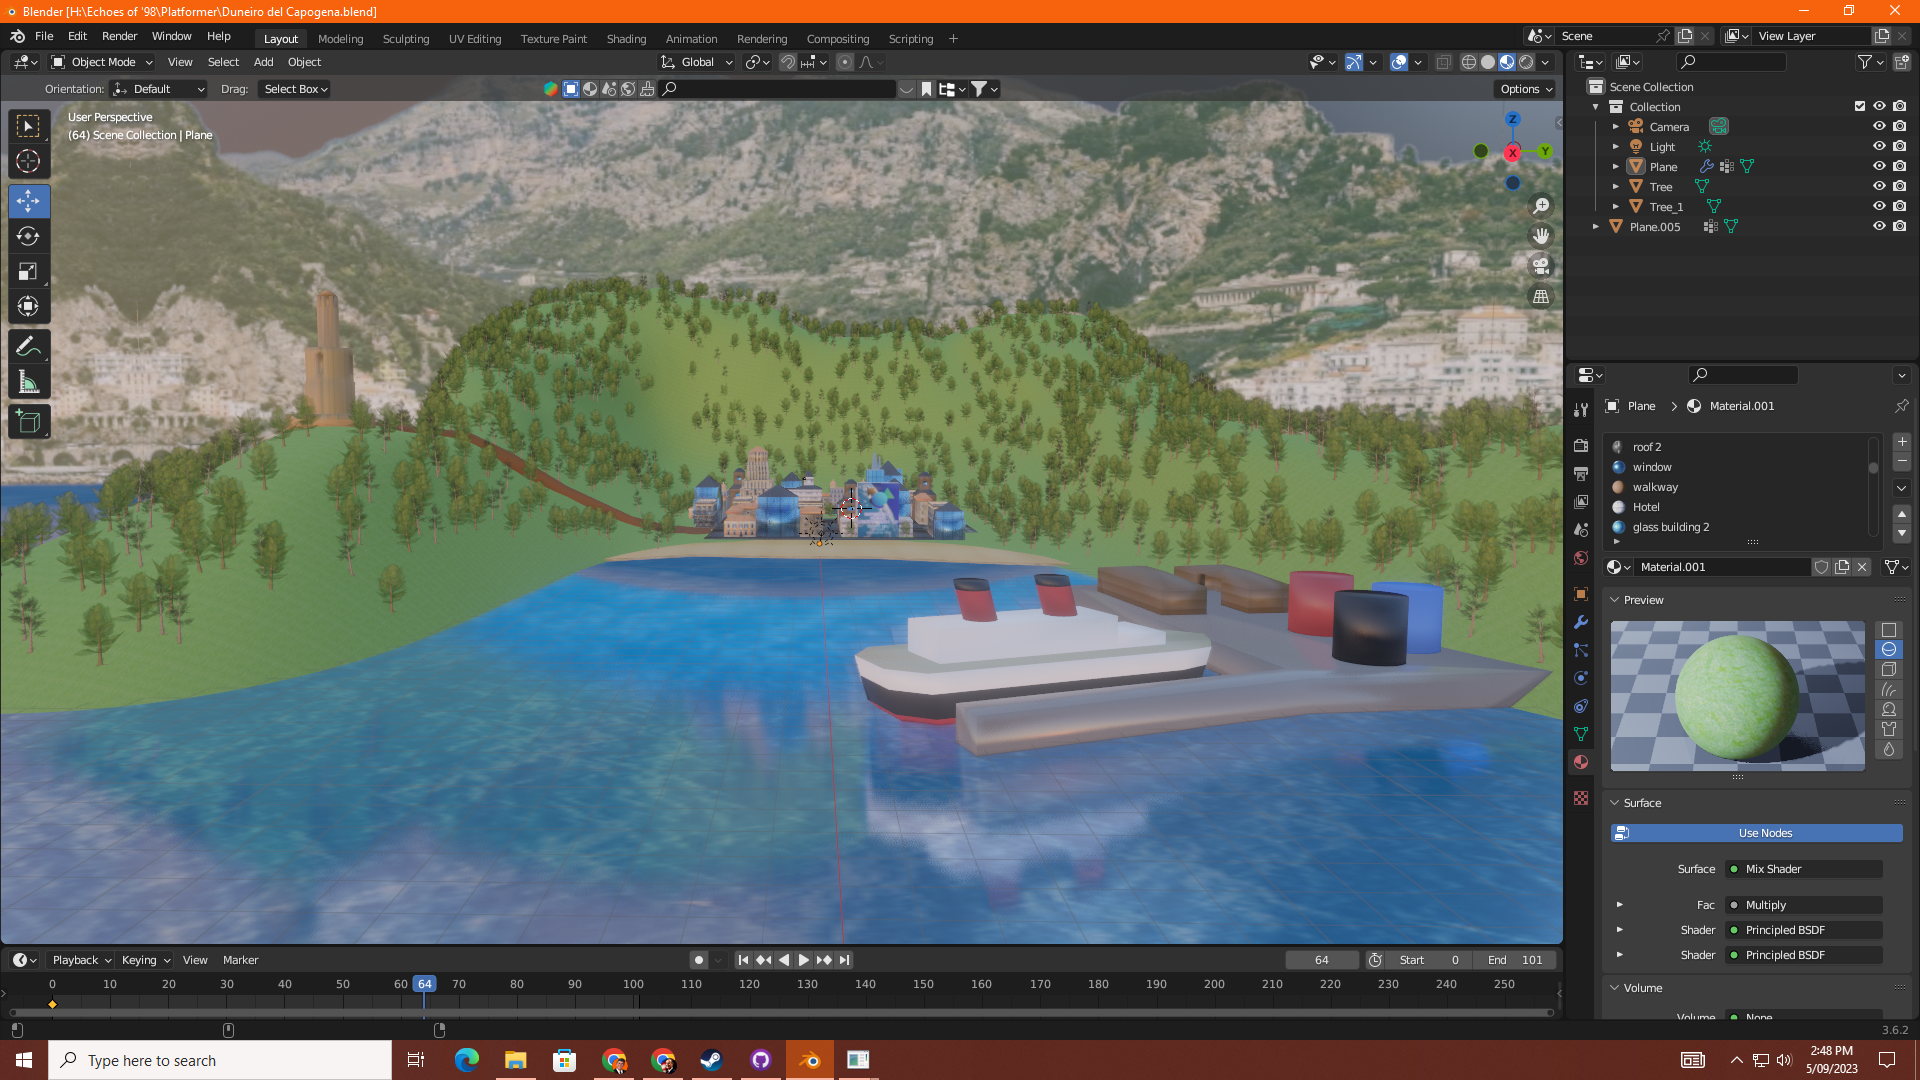 Blender [H:\Echoes of '98\Platformer\Duneiro del Capogena.blend]
File Edit Render Window Help
Layout Modeling Sculpting UV Editing Texture Paint Shading Animation Rendering Compositing Scripting
Scene
View Layer
Object Mode View Select Add Object
Global
Orientation: Default Drag: Select Box
Options
User Perspective
(64) Scene Collection | Plane
Z
X
Y
Scene Collection
Collection
Camera
Light
Plane
Tree
Tree_1
Plane.005
Plane > Material.001
roof 2
window
walkway
Hotel
glass building 2
Material.001
Preview
Surface
Use Nodes
Surface Mix Shader
Fac Multiply
Shader Principled BSDF
Shader Principled BSDF
Volume
Volume None
Playback Keying View Marker
64 Start 0 End 101
0 10 20 30 40 50 60 64 70 80 90 100 110 120 130 140 150 160 170 180 190 200 210 220 230 240 250
3.6.2
Type here to search
2:48 PM
5/09/2023